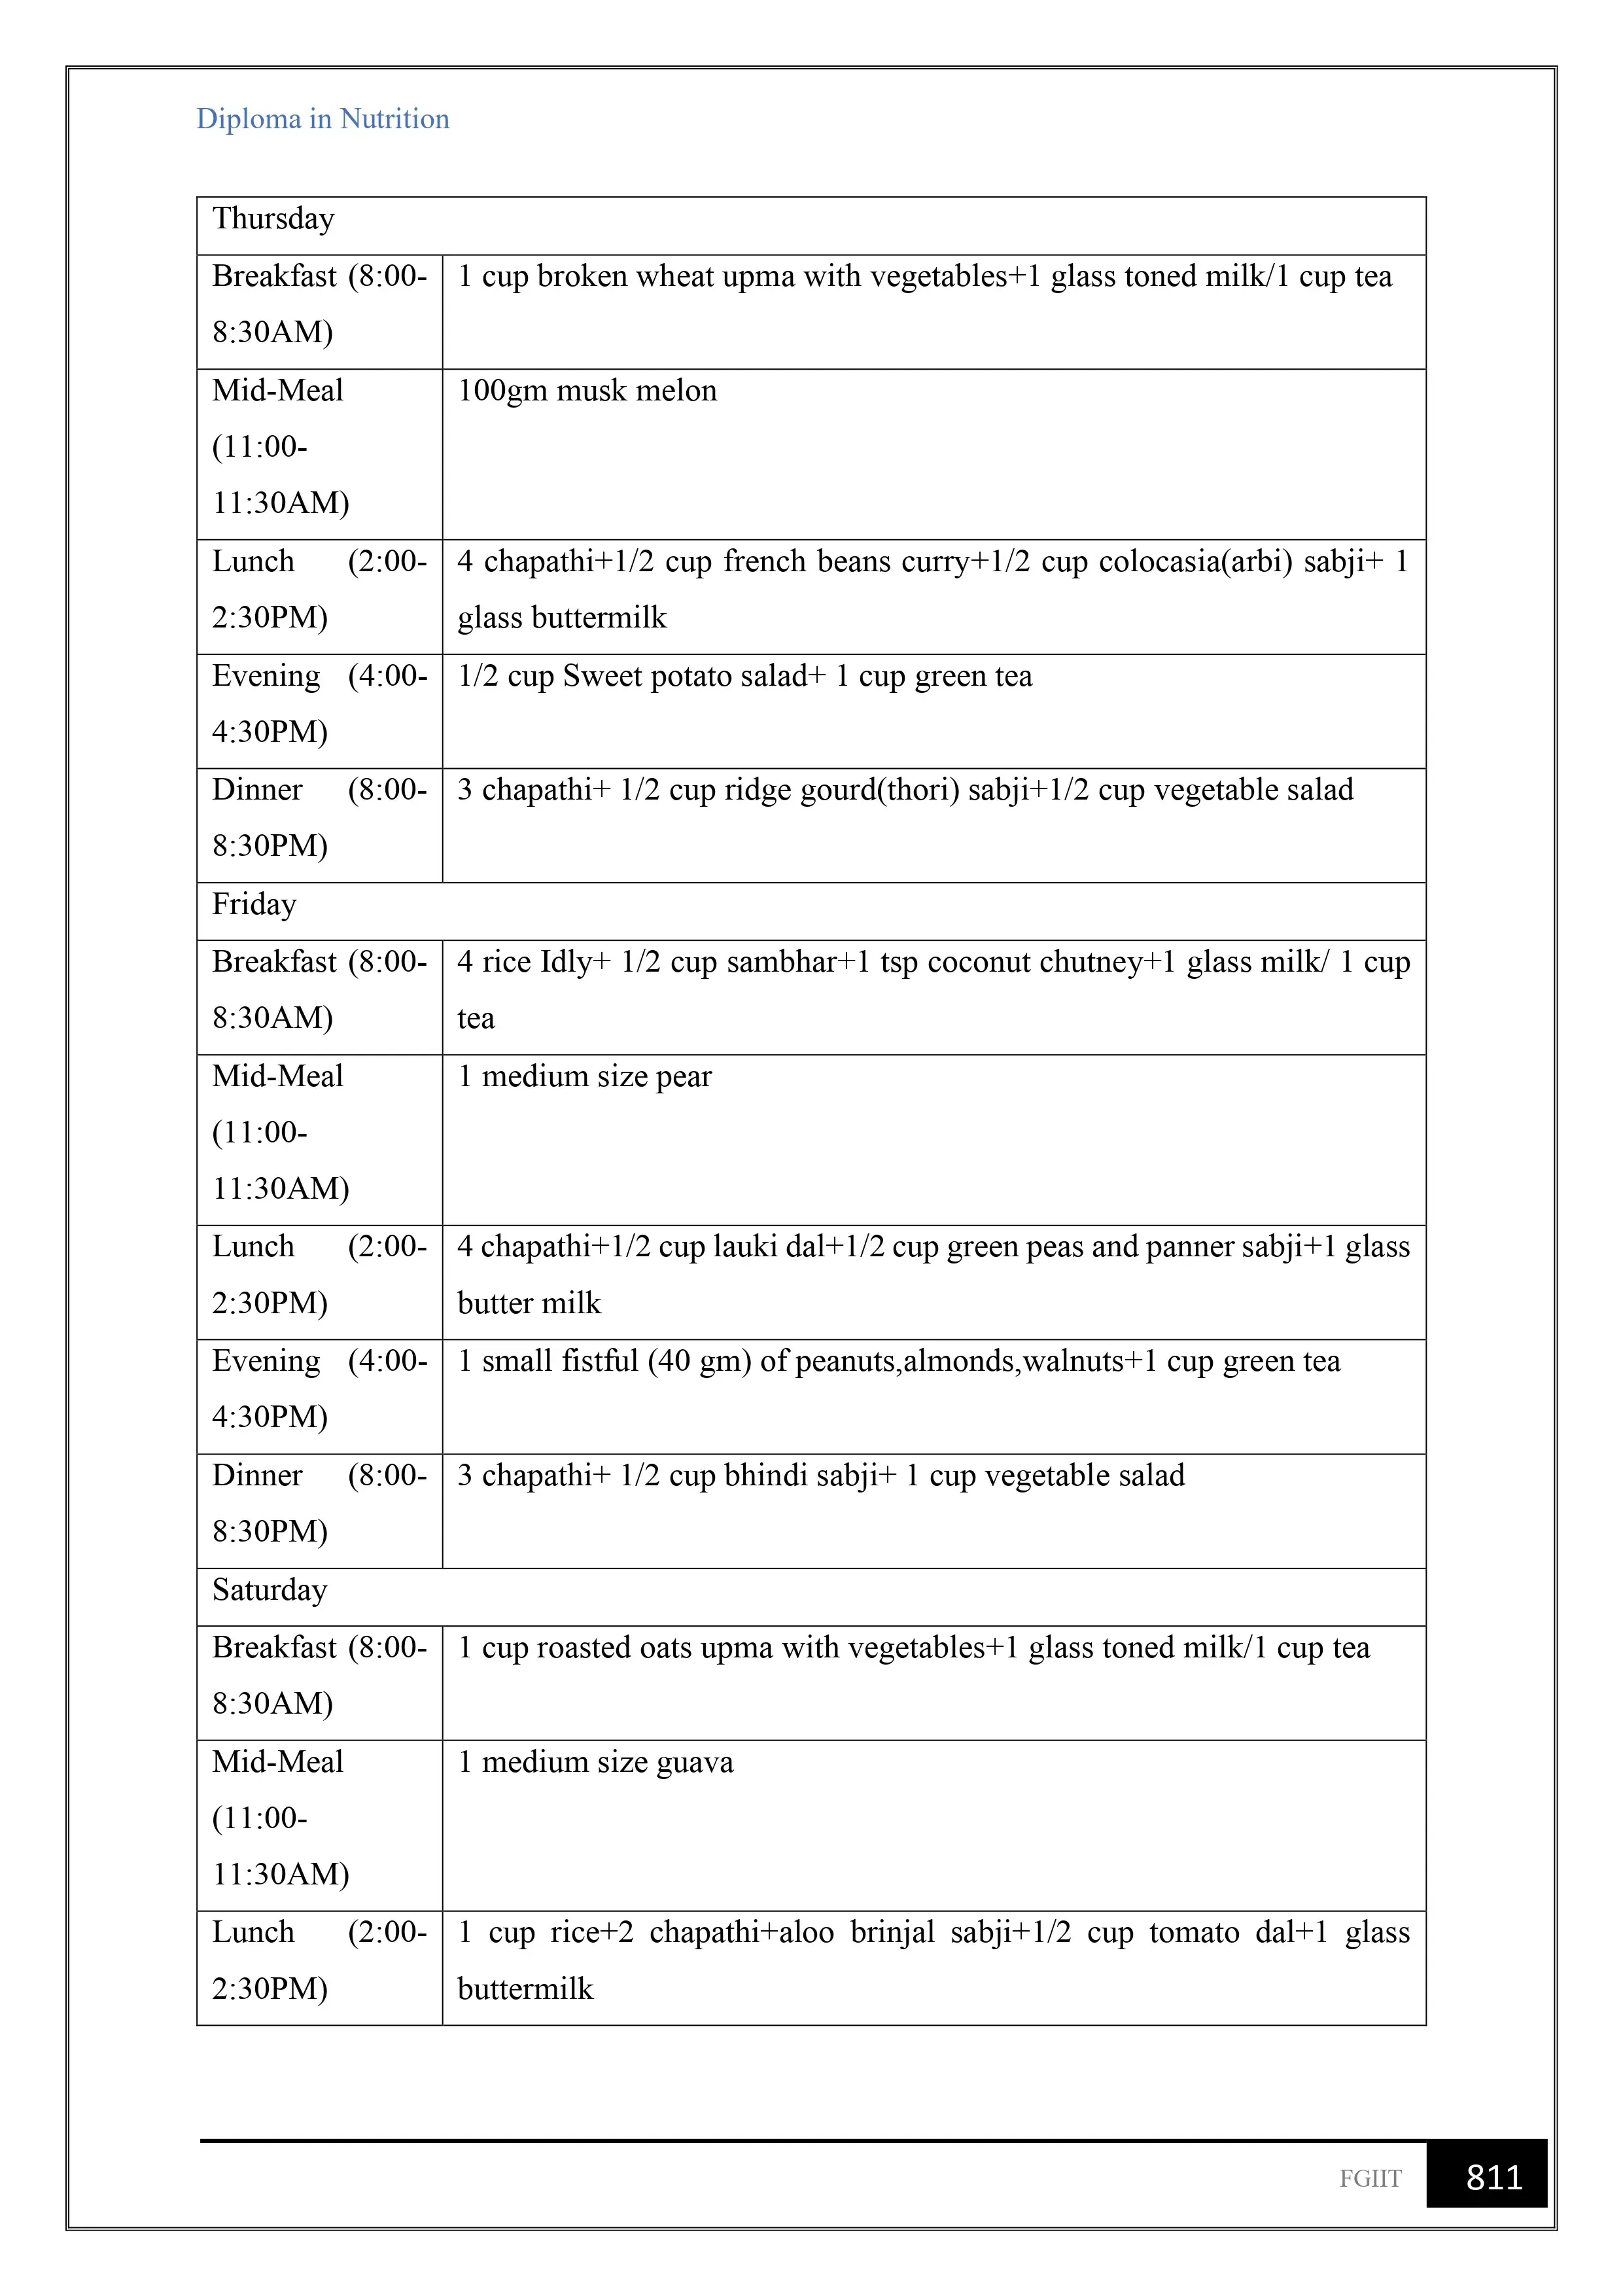 Diploma in Nutrition
Thursday
Breakfast (8:00-
8:30AM)
1 cup broken wheat upma with vegetables+1 glass toned milk/1 cup tea
Mid-Meal
(11:00-
11:30AM)
100gm musk melon
Lunch (2:00-
2:30PM)
4 chapathi+1/2 cup french beans curry+1/2 cup colocasia(arbi) sabji+ 1
glass buttermilk
Evening (4:00-
4:30PM)
1/2 cup Sweet potato salad+ 1 cup green tea
Dinner (8:00-
8:30PM)
3 chapathi+ 1/2 cup ridge gourd(thori) sabji+1/2 cup vegetable salad
Friday
Breakfast (8:00-
8:30AM)
4 rice Idly+ 1/2 cup sambhar+1 tsp coconut chutney+1 glass milk/ 1 cup
tea
Mid-Meal
(11:00-
11:30AM)
1 medium size pear
Lunch (2:00-
2:30PM)
4 chapathi+1/2 cup lauki dal+1/2 cup green peas and panner sabji+1 glass
butter milk
Evening (4:00-
4:30PM)
1 small fistful (40 gm) of peanuts,almonds,walnuts+1 cup green tea
Dinner (8:00-
8:30PM)
3 chapathi+ 1/2 cup bhindi sabji+ 1 cup vegetable salad
Saturday
Breakfast (8:00-
8:30AM)
1 cup roasted oats upma with vegetables+1 glass toned milk/1 cup tea
Mid-Meal
(11:00-
11:30AM)
1 medium size guava
Lunch (2:00-
2:30PM)
1 cup rice+2 chapathi+aloo brinjal sabji+1/2 cup tomato dal+1 glass
buttermilk
FGIIT 811